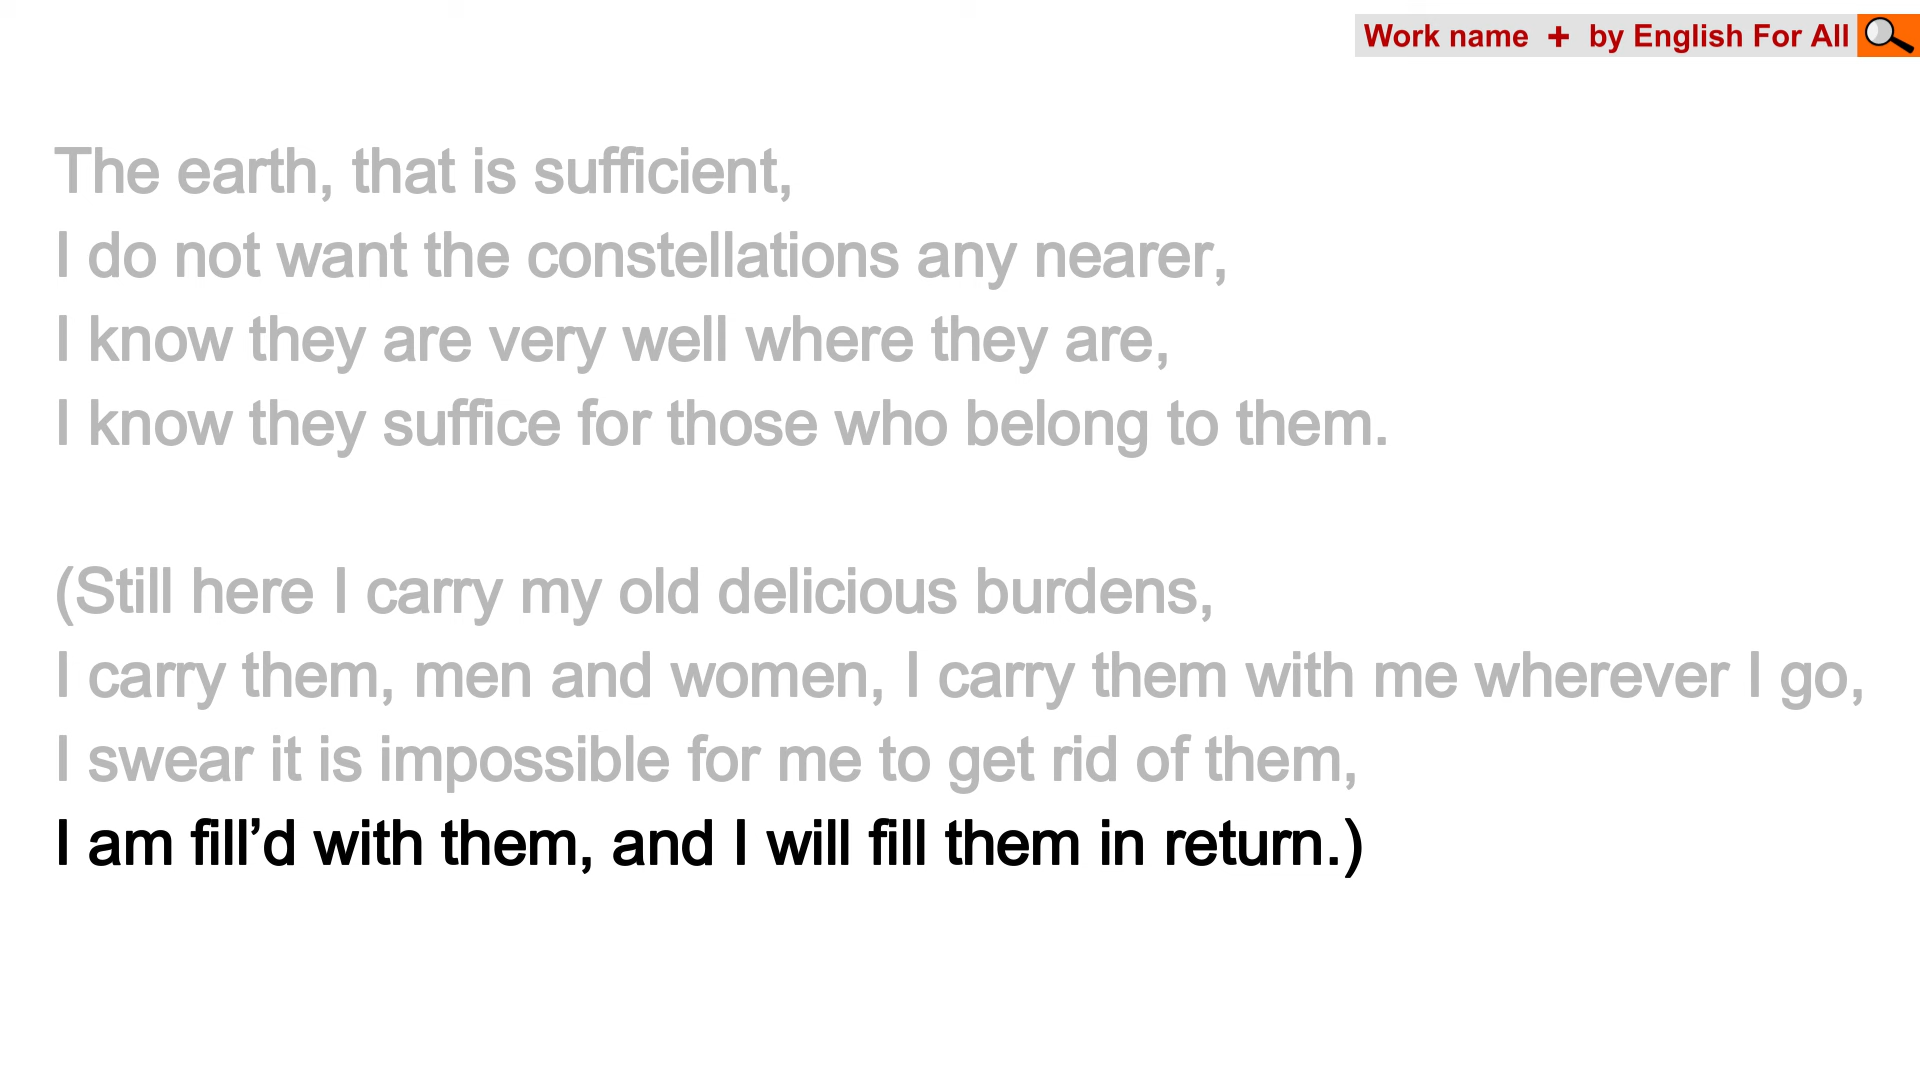 Work name + by English For All
The earth, that is sufficient,
I do not want the constellations any nearer,
I know they are very well where they are,
I know they suffice for those who belong to them.
(Still here I carry my old delicious burdens,
I carry them, men and women, I carry them with me wherever I go,
I swear it is impossible for me to get rid of them,
I am fill’d with them, and I will fill them in return.)